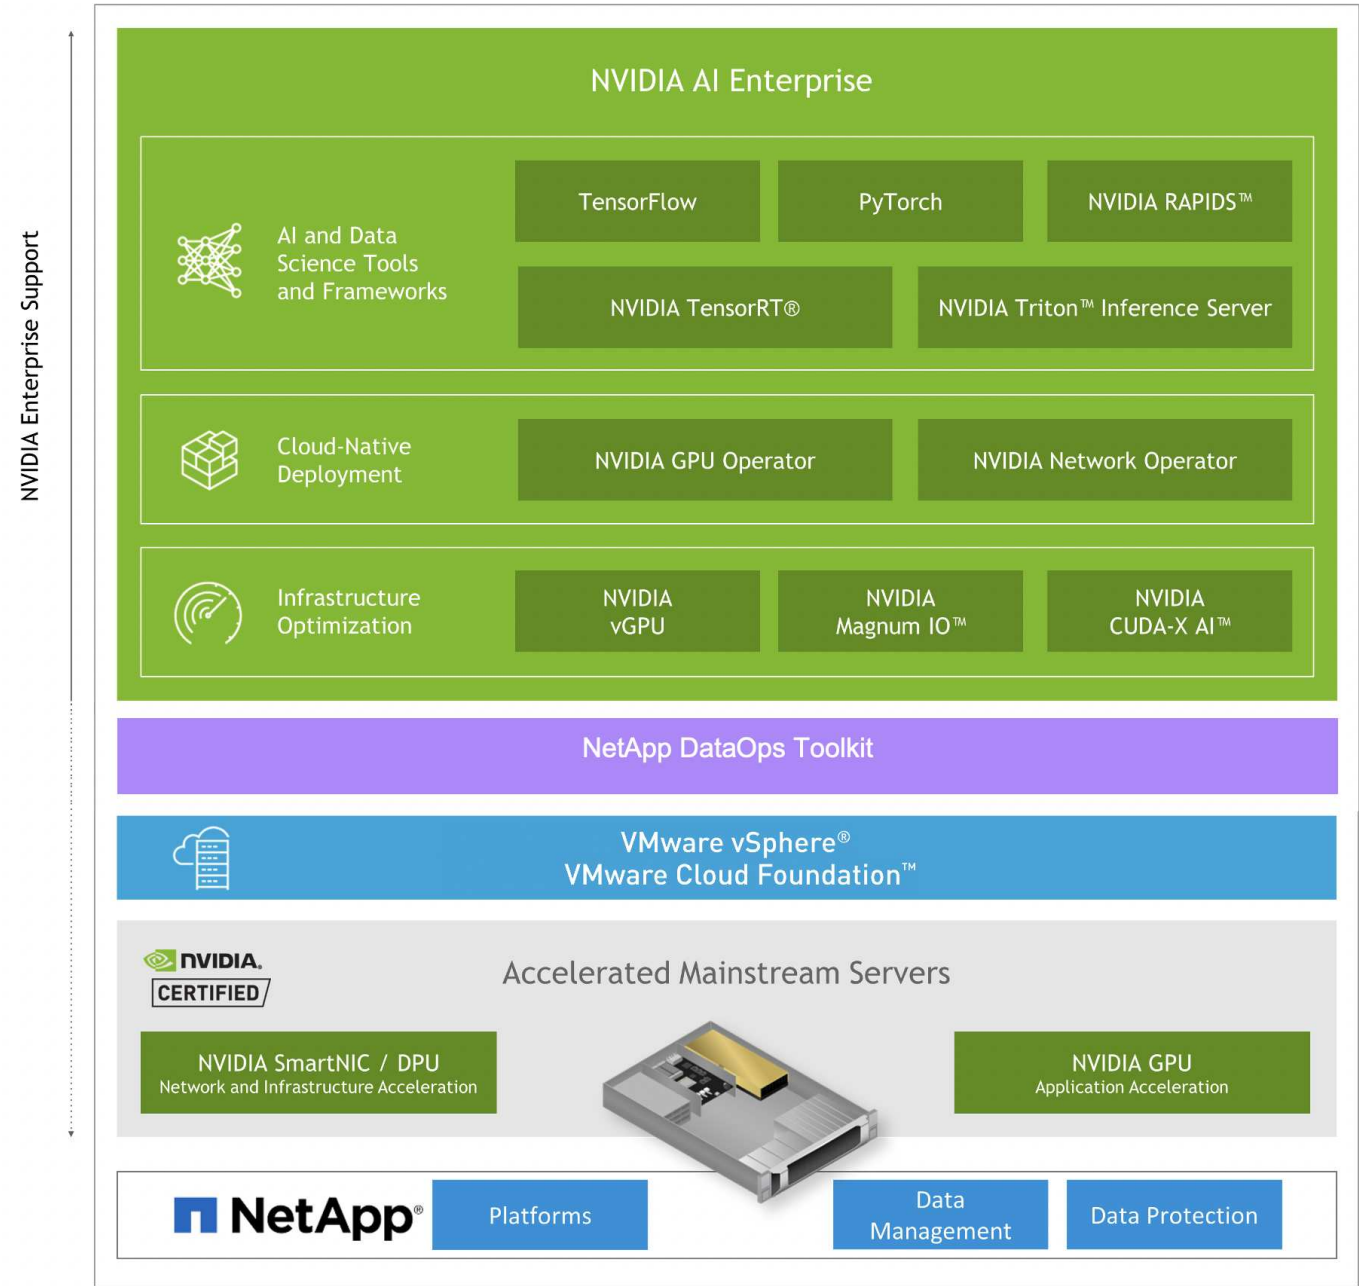 NVIDIA Enterprise Support
NVIDIA AI Enterprise
AI and Data
Science Tools
and Frameworks
TensorFlow
PyTorch
NVIDIA RAPIDS™
NVIDIA TensorRT®
NVIDIA Triton™ Inference Server
Cloud-Native
Deployment
NVIDIA GPU Operator
NVIDIA Network Operator
Infrastructure
Optimization
NVIDIA
vGPU
NVIDIA
Magnum IO™
NVIDIA
CUDA-X AI™
NetApp DataOps Toolkit
VMware vSphere®
VMware Cloud Foundation™
NVIDIA.
CERTIFIED
Accelerated Mainstream Servers
NVIDIA SmartNIC / DPU
Network and Infrastructure Acceleration
NVIDIA GPU
Application Acceleration
NetApp®
Platforms
Data
Management
Data Protection